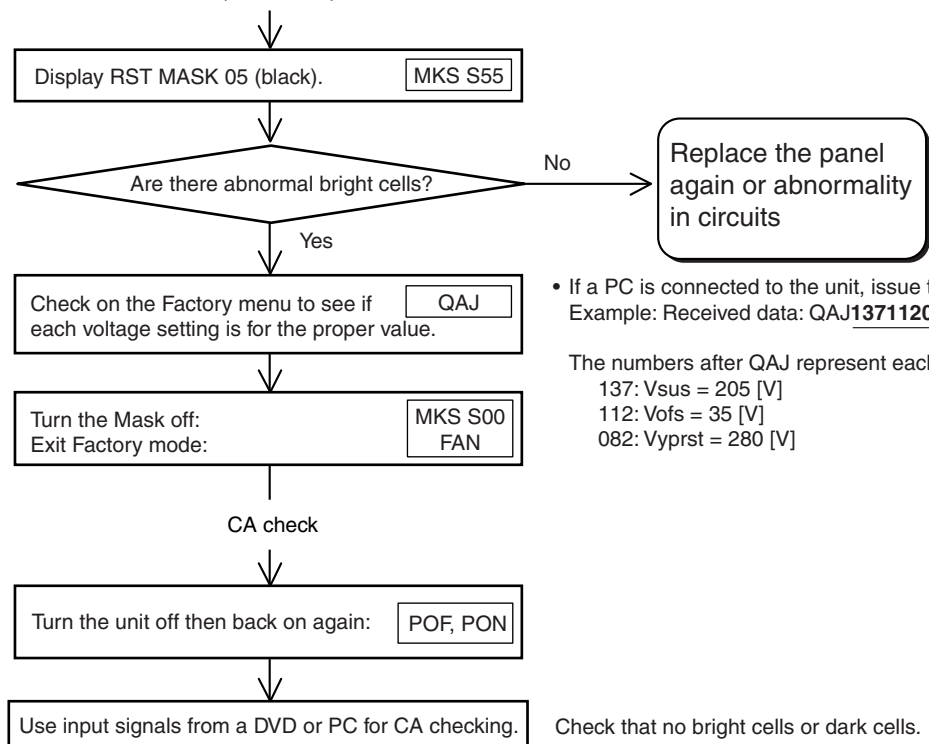 Display RST MASK 05 (black).
MKS S55
Are there abnormal bright cells?
No
Replace the panel
again or abnormality
in circuits
Yes
Check on the Factory menu to see if
each voltage setting is for the proper value.
QAJ
• If a PC is connected to the unit, issue
Example: Received data: QAJ1371120
The numbers after QAJ represent each
137: Vsus = 205 [V]
112: Vofs = 35 [V]
082: Vyprst = 280 [V]
Turn the Mask off:
Exit Factory mode:
MKS S00
FAN
CA check
Turn the unit off then back on again:
POF, PON
Use input signals from a DVD or PC for CA checking.
Check that no bright cells or dark cells.